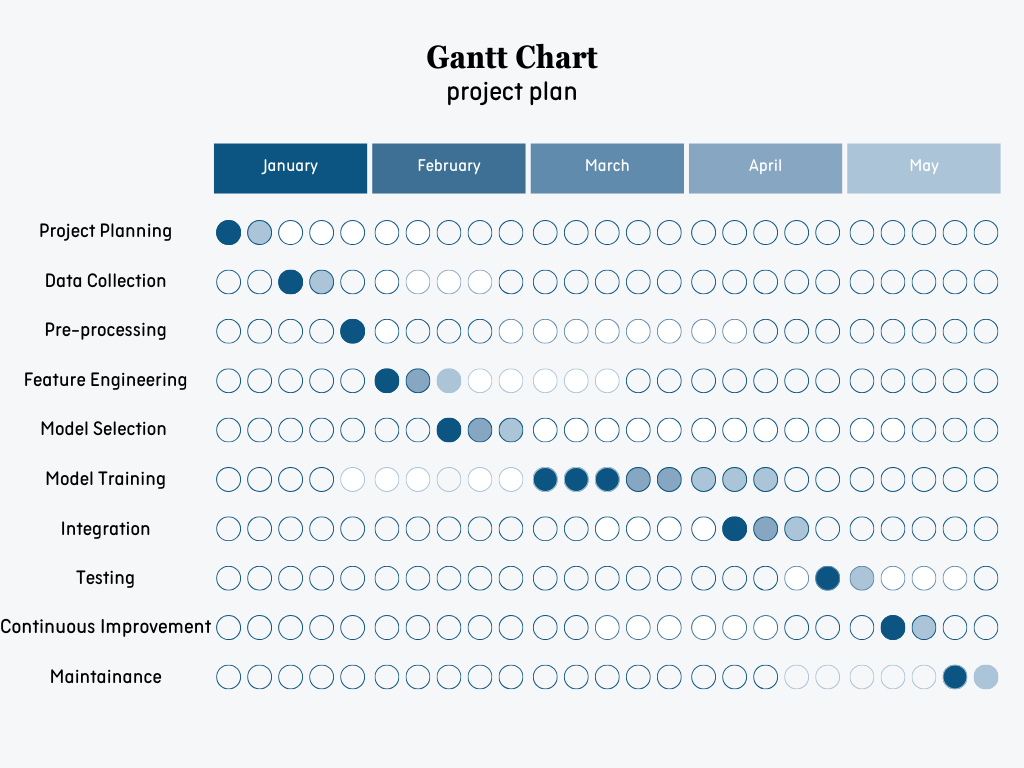 Gantt Chart
project plan
January February March April May
Project Planning
Data Collection
Pre-processing
Feature Engineering
Model Selection
Model Training
Integration
Testing
Continuous Improvement
Maintainance